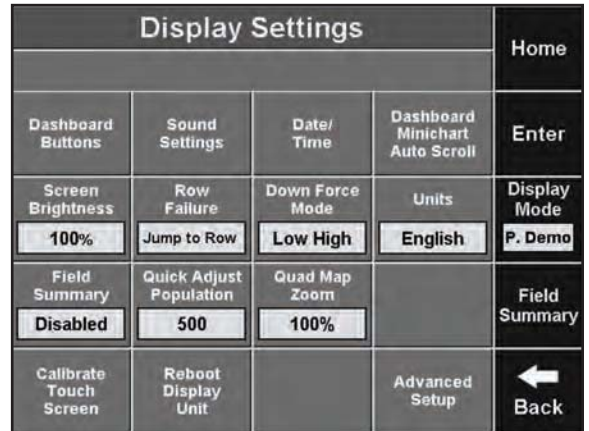 Display Settings
Home
Dashboard
Buttons
Sound
Settings
Date/
Time
Dashboard
Minichart
Auto Scroll
Enter
Screen
Brightness
100%
Row
Failure
Jump to Row
Down Force
Mode
Low High
Units
English
Display
Mode
P. Demo
Field
Summary
Disabled
Quick Adjust
Population
500
Quad Map
Zoom
100%
Field
Summary
Calibrate
Touch
Screen
Reboot
Display
Unit
Advanced
Setup
Back